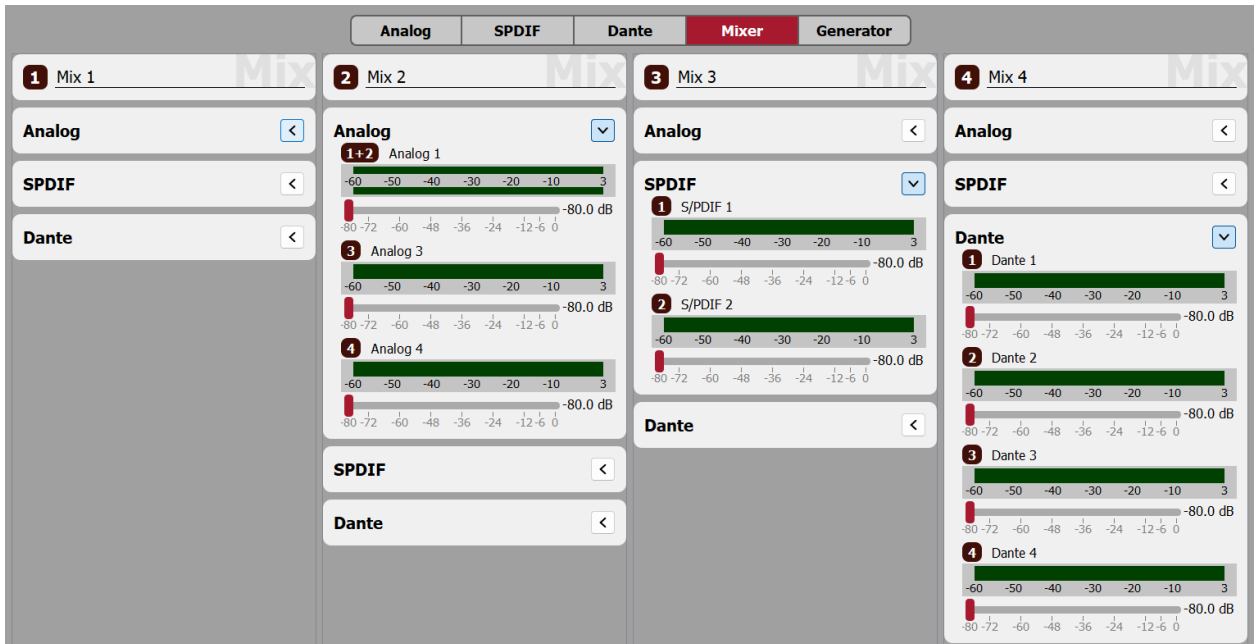 Analog SPDIF Dante Mixer Generator
1 Mix 1 Mix
Analog
SPDIF
Dante
2 Mix 2 Mix
Analog
1+2 Analog 1
-60 -50 -40 -30 -20 -10 3
-80.0 dB
-80 -72 -60 -48 -36 -24 -12 -6 0
3 Analog 3
-60 -50 -40 -30 -20 -10 3
-80.0 dB
-80 -72 -60 -48 -36 -24 -12 -6 0
4 Analog 4
-60 -50 -40 -30 -20 -10 3
-80.0 dB
-80 -72 -60 -48 -36 -24 -12 -6 0
SPDIF
Dante
3 Mix 3 Mix
Analog
SPDIF
1 S/PDIF 1
-60 -50 -40 -30 -20 -10 3
-80.0 dB
-80 -72 -60 -48 -36 -24 -12 -6 0
2 S/PDIF 2
-60 -50 -40 -30 -20 -10 3
-80.0 dB
-80 -72 -60 -48 -36 -24 -12 -6 0
Dante
4 Mix 4 Mix
Analog
SPDIF
Dante
1 Dante 1
-60 -50 -40 -30 -20 -10 3
-80.0 dB
-80 -72 -60 -48 -36 -24 -12 -6 0
2 Dante 2
-60 -50 -40 -30 -20 -10 3
-80.0 dB
-80 -72 -60 -48 -36 -24 -12 -6 0
3 Dante 3
-60 -50 -40 -30 -20 -10 3
-80.0 dB
-80 -72 -60 -48 -36 -24 -12 -6 0
4 Dante 4
-60 -50 -40 -30 -20 -10 3
-80.0 dB
-80 -72 -60 -48 -36 -24 -12 -6 0